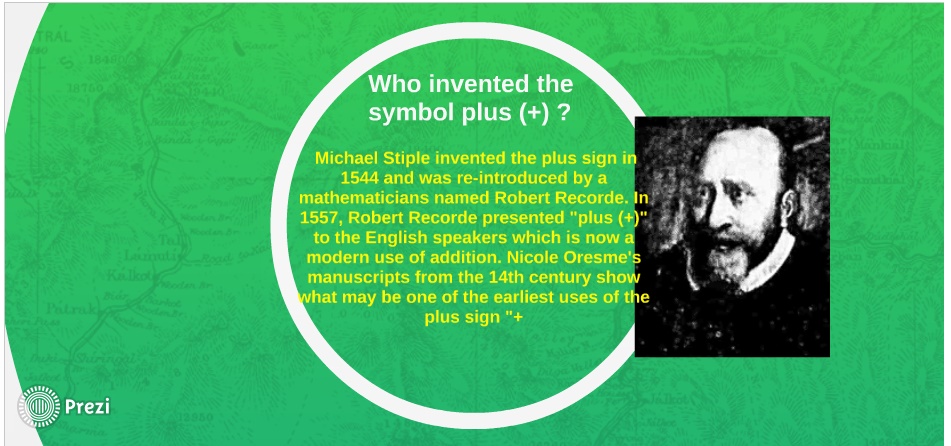 Who invented the
symbol plus (+) ?
Michael Stiple invented the plus sign in
1544 and was re-introduced by a
mathematicians named Robert Recorde. In
1557, Robert Recorde presented "plus (+)"
to the English speakers which is now a
modern use of addition. Nicole Oresme's
manuscripts from the 14th century show
what may be one of the earliest uses of the
plus sign "+
Prezi